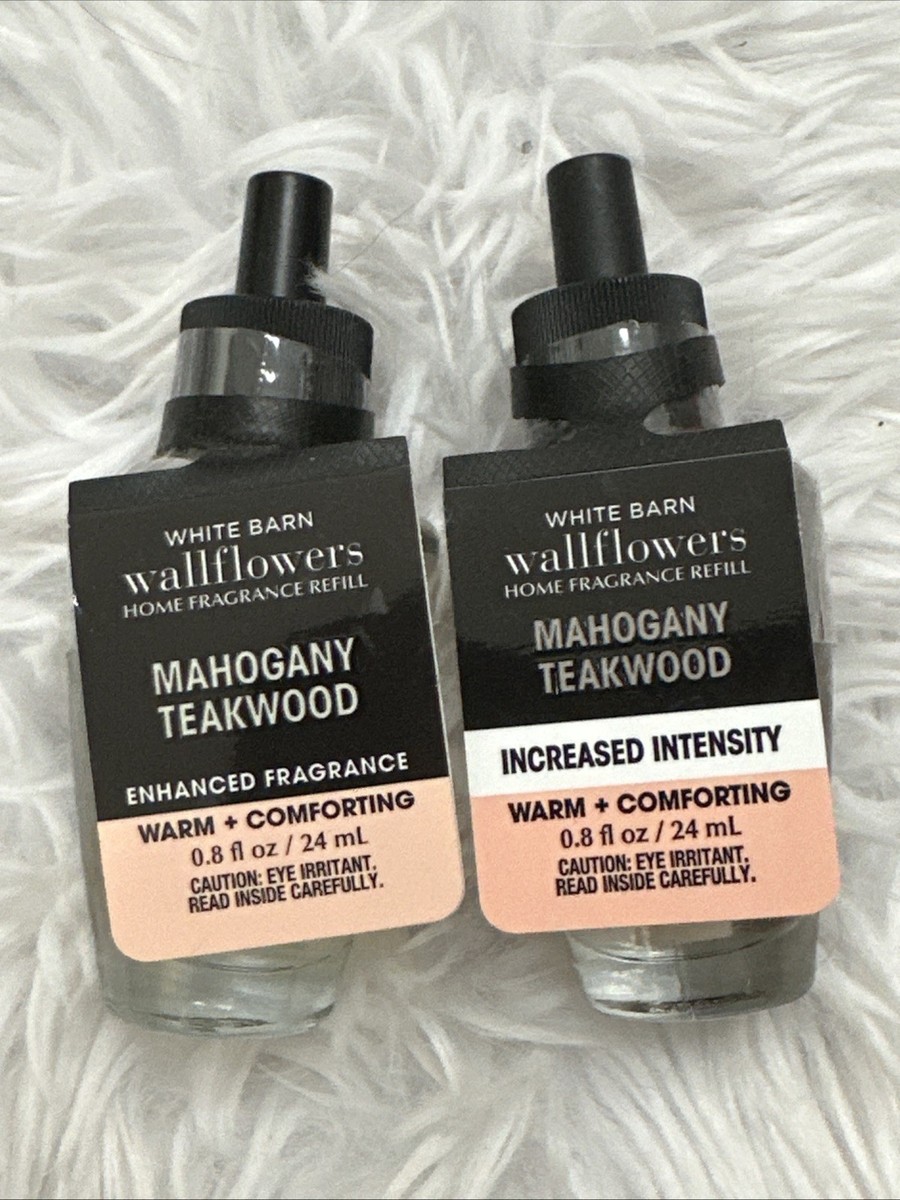 WHITE BARN
wallflowers
HOME FRAGRANCE REFILL
MAHOGANY
TEAKWOOD
ENHANCED FRAGRANCE
WARM + COMFORTING
0.8 fl oz / 24 mL
CAUTION: EYE IRRITANT.
READ INSIDE CAREFULLY.
WHITE BARN
wallflowers
HOME FRAGRANCE REFILL
MAHOGANY
TEAKWOOD
INCREASED INTENSITY
WARM + COMFORTING
0.8 fl oz / 24 mL
CAUTION: EYE IRRITANT.
READ INSIDE CAREFULLY.